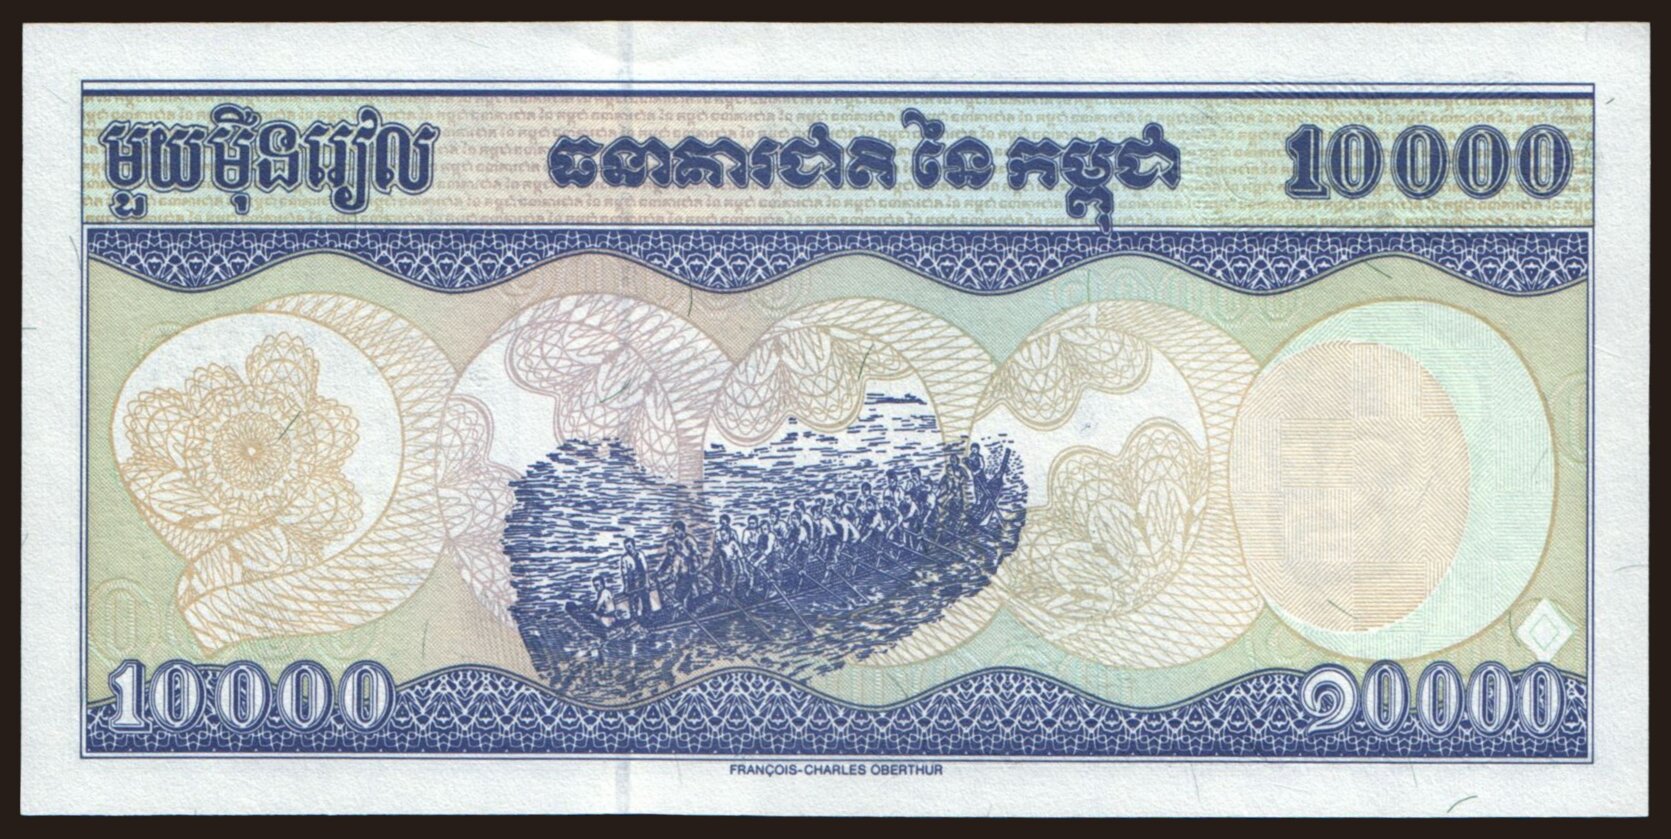 មួយម៉ឺនរៀល ធនាគារជាតិ នៃ កម្ពុជា 10000
10000 ១០០០០
FRANÇOIS-CHARLES OBERTHUR